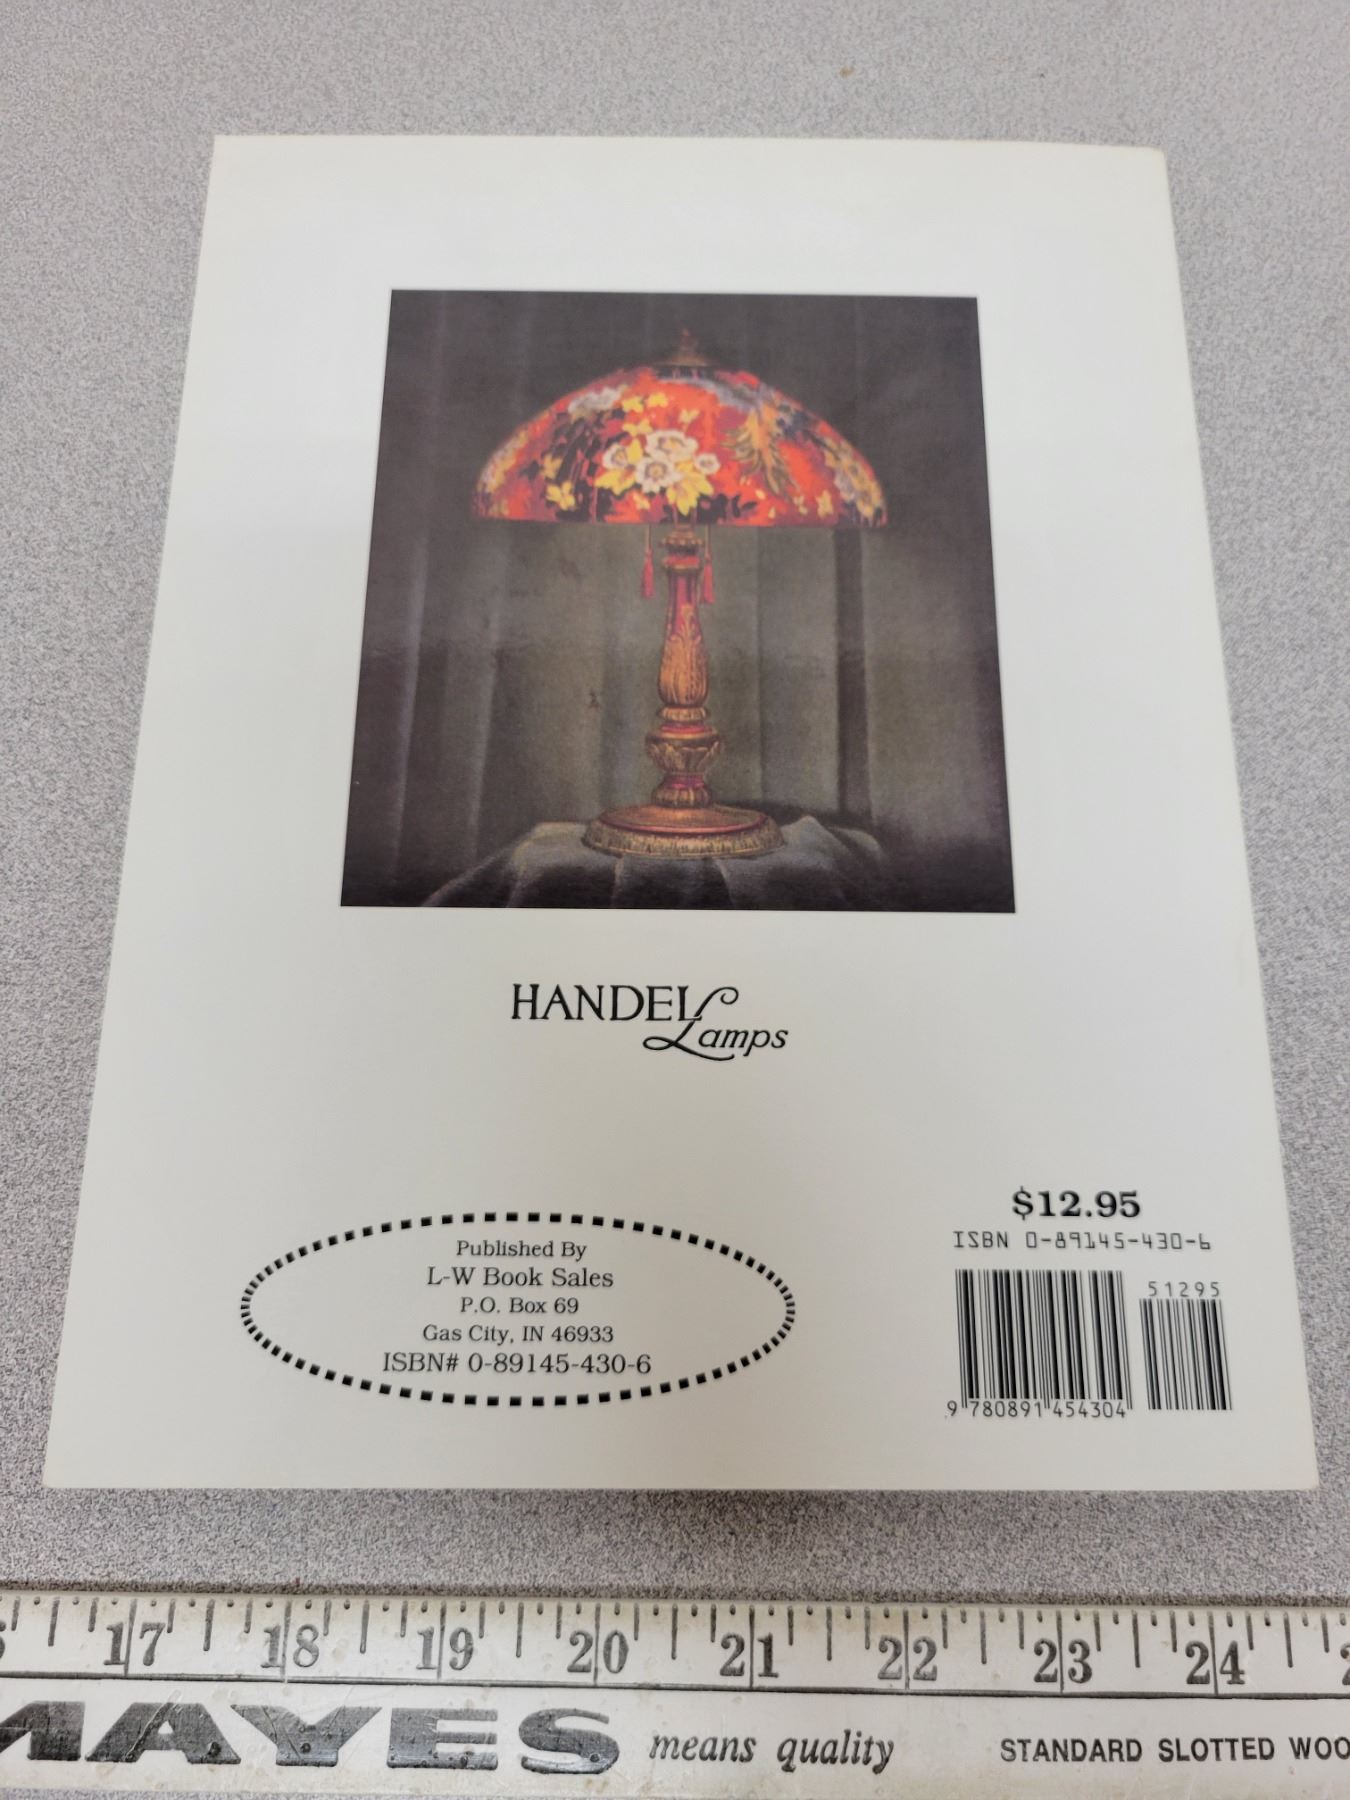 HANDEL
Lamps
$12.95
ISBN 0-89145-430-6
51295
9 780891 454304
Published By
L-W Book Sales
P.O. Box 69
Gas City, IN 46933
ISBN# 0-89145-430-6
17 18 19 20 21 22 23 24
MAYES means quality STANDARD SLOTTED